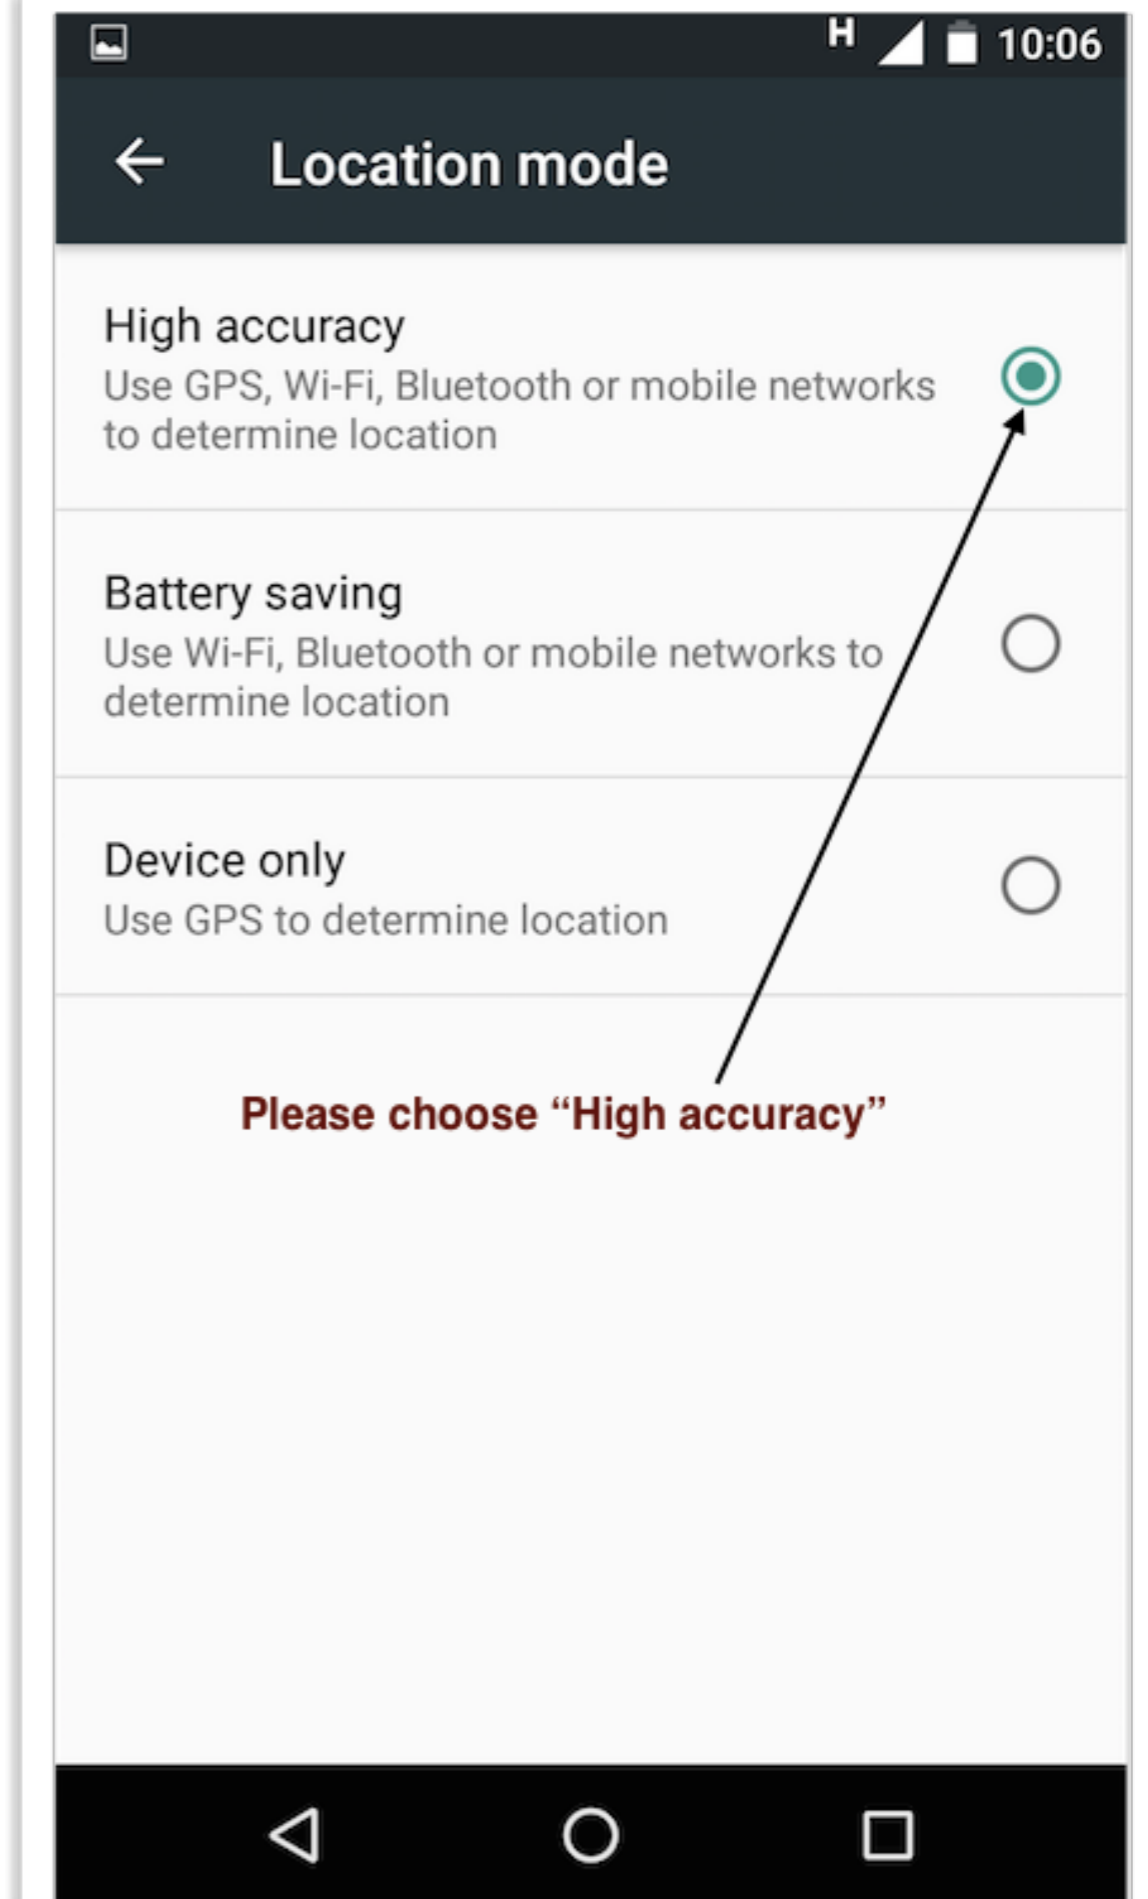 H 10:06
Location mode
High accuracy
Use GPS, Wi-Fi, Bluetooth or mobile networks
to determine location
Battery saving
Use Wi-Fi, Bluetooth or mobile networks to
determine location
Device only
Use GPS to determine location
Please choose “High accuracy”